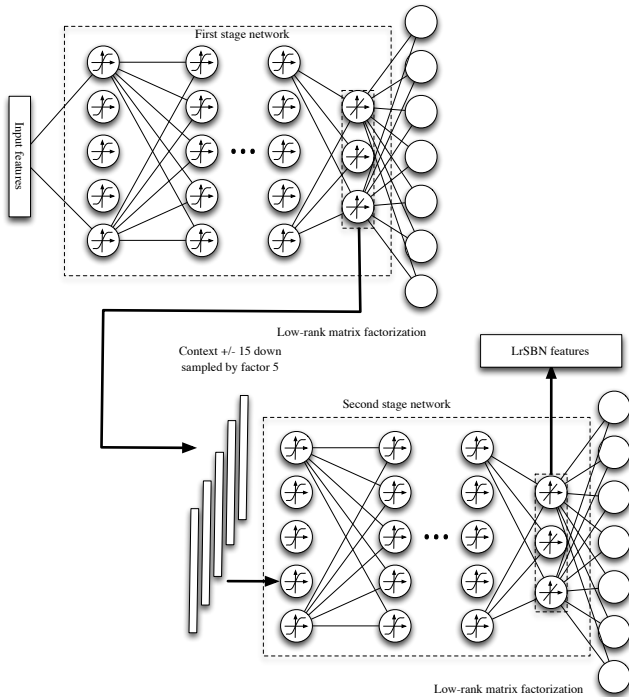 First stage network
Input features
Low-rank matrix factorization
Context +/- 15 down
sampled by factor 5
LrSBN features
Second stage network
Low-rank matrix factorization